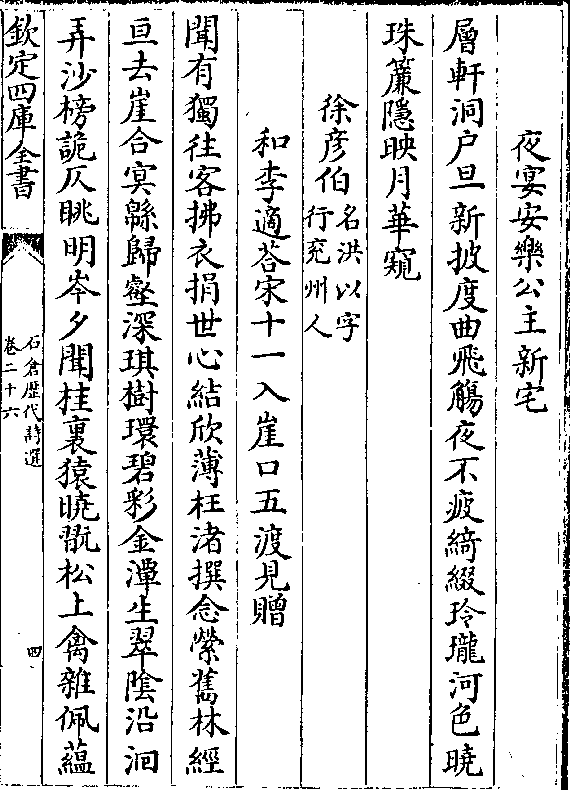 夜宴安樂公主新宅
層軒洞户旦新披度曲飛觴夜不疲綺綴玲瓏河色曉
珠簾隱映月華窺
徐彦伯名洪以字
行兖州人
和李適荅宋十一入崖口五渡見贈
聞有獨往客拂衣捐世心結欣薄枉渚撰念縈舊林經
亘去崖合㝠緜歸壑深琪樹環碧彩金潭生翠陰沿洄
弄沙榜詭仄眺明岑夕聞桂裏猿曉翫松上禽雜佩藴
欽定四庫全書
石倉歴代詩選
卷二十六
四